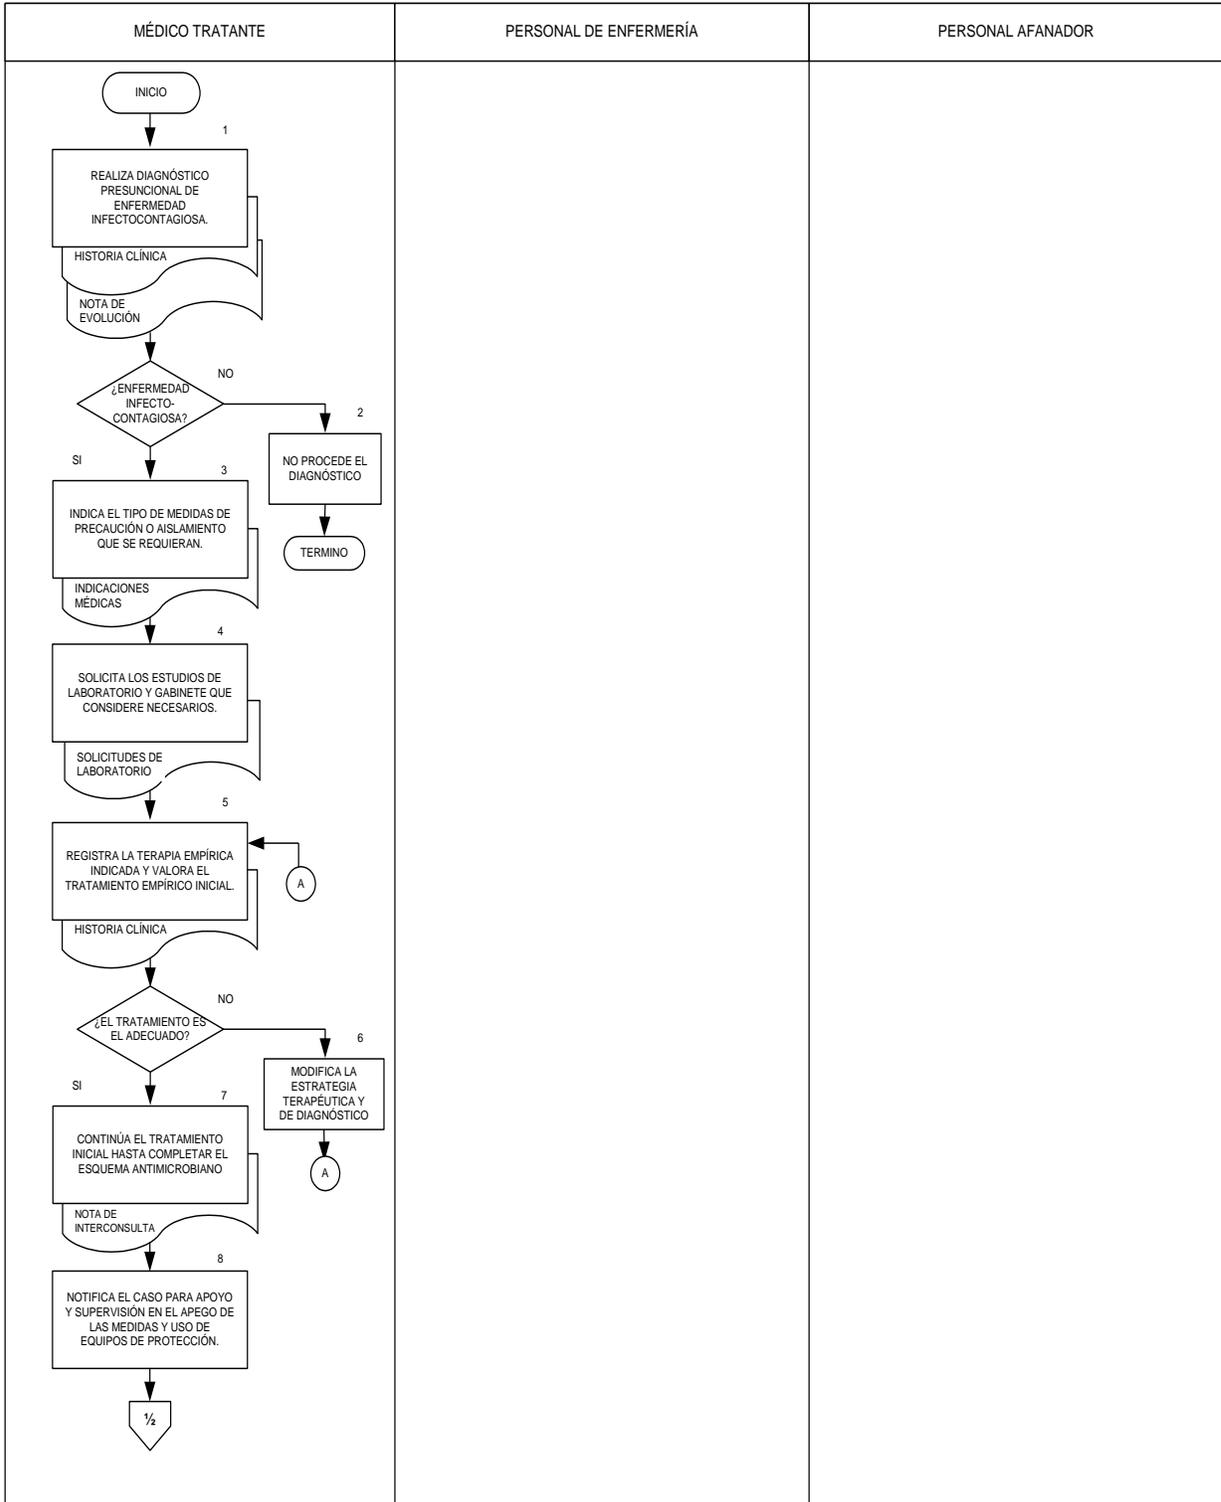 MÉDICO TRATANTE
PERSONAL DE ENFERMERÍA
PERSONAL AFANADOR
INICIO
1
REALIZA DIAGNÓSTICO
PRESUNCIONAL DE
ENFERMEDAD
INFECTOCONTAGIOSA.
HISTORIA CLÍNICA
NOTA DE
EVOLUCIÓN
¿ENFERMEDAD
INFECTO-
CONTAGIOSA?
NO
2
NO PROCEDE EL
DIAGNÓSTICO
TERMINO
SI
3
INDICA EL TIPO DE MEDIDAS DE
PRECAUCIÓN O AISLAMIENTO
QUE SE REQUIERAN.
INDICACIONES
MÉDICAS
4
SOLICITA LOS ESTUDIOS DE
LABORATORIO Y GABINETE QUE
CONSIDERE NECESARIOS.
SOLICITUDES DE
LABORATORIO
5
REGISTRA LA TERAPIA EMPÍRICA
INDICADA Y VALORA EL
TRATAMIENTO EMPÍRICO INICIAL.
A
HISTORIA CLÍNICA
¿EL TRATAMIENTO ES
EL ADECUADO?
NO
6
MODIFICA LA
ESTRATEGIA
TERAPÉUTICA Y
DE DIAGNÓSTICO
A
SI
7
CONTINÚA EL TRATAMIENTO
INICIAL HASTA COMPLETAR EL
ESQUEMA ANTIMICROBIANO
NOTA DE
INTERCONSULTA
8
NOTIFICA EL CASO PARA APOYO
Y SUPERVISIÓN EN EL APEGO DE
LAS MEDIDAS Y USO DE
EQUIPOS DE PROTECCIÓN.
½